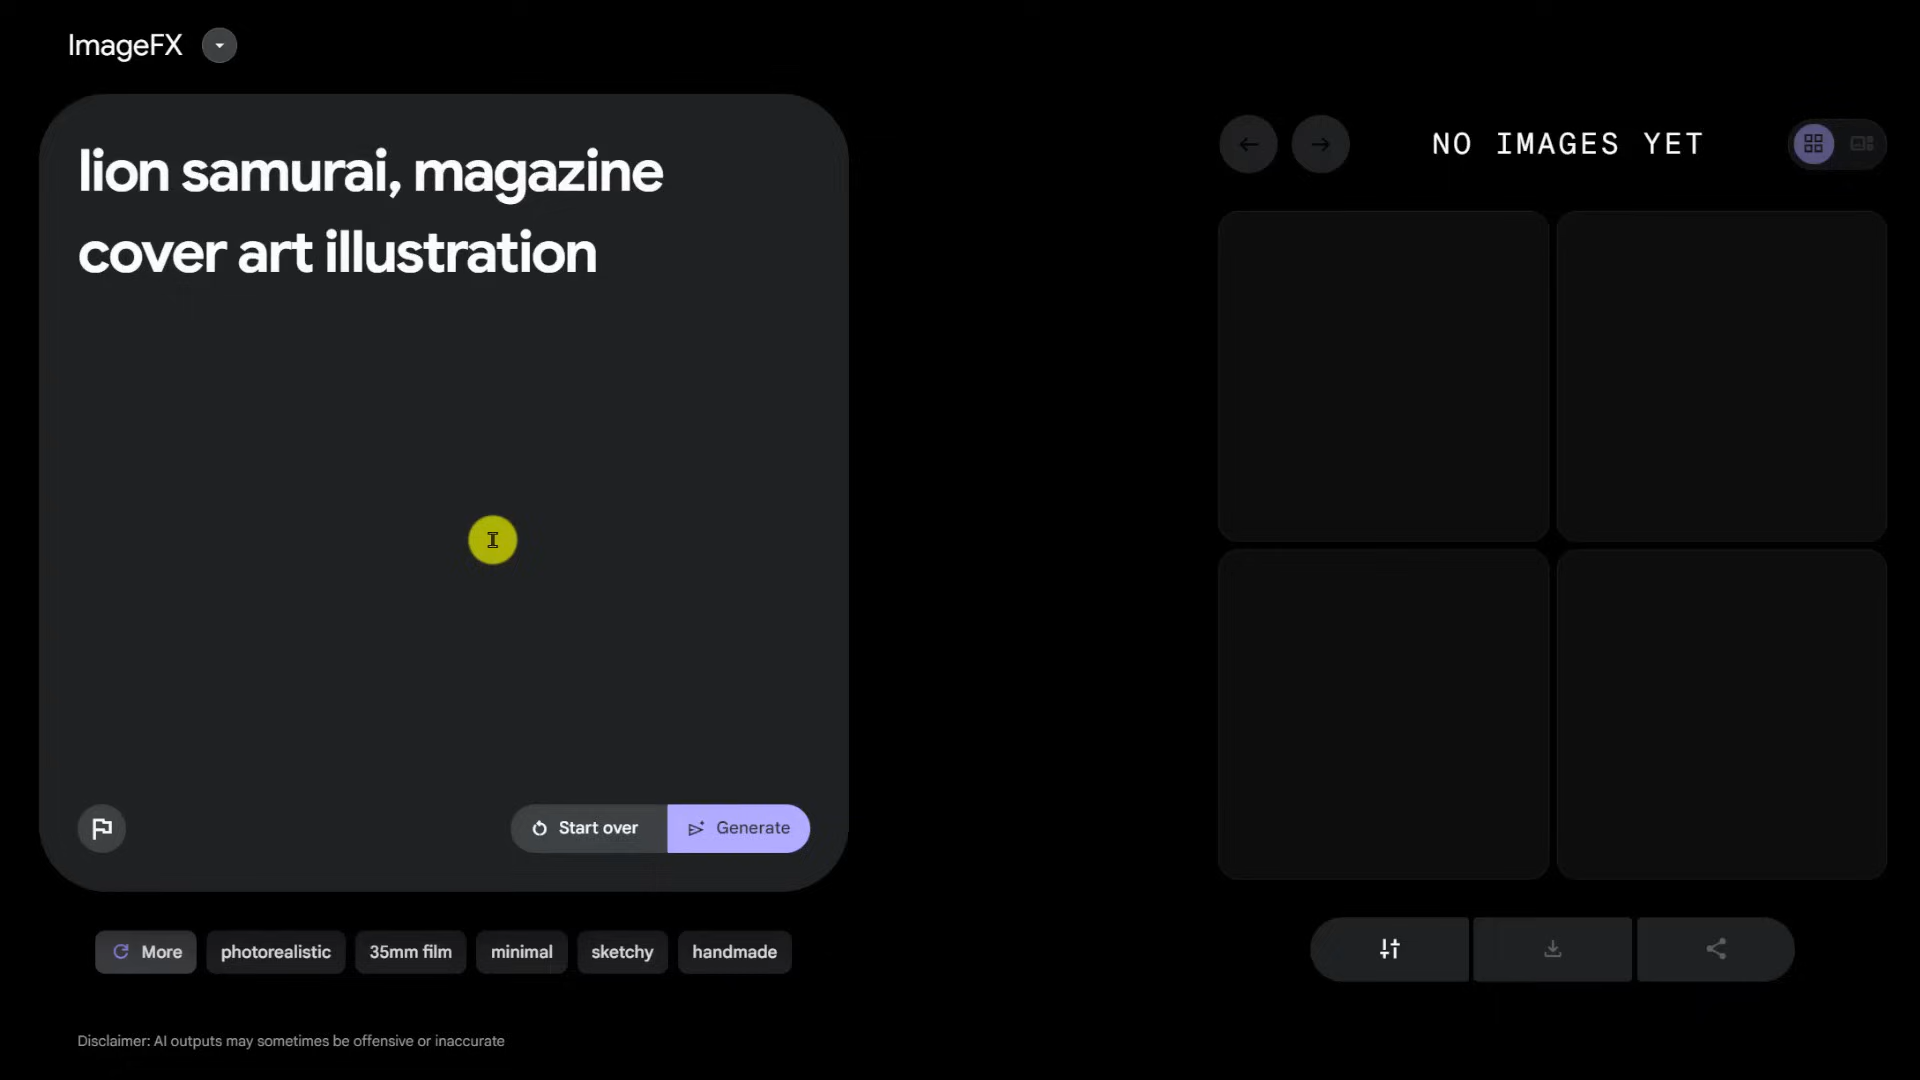 ImageFX
lion samurai, magazine
cover art illustration
Start over
Generate
More
photorealistic
35mm film
minimal
sketchy
handmade
Disclaimer: AI outputs may sometimes be offensive or inaccurate
NO IMAGES YET